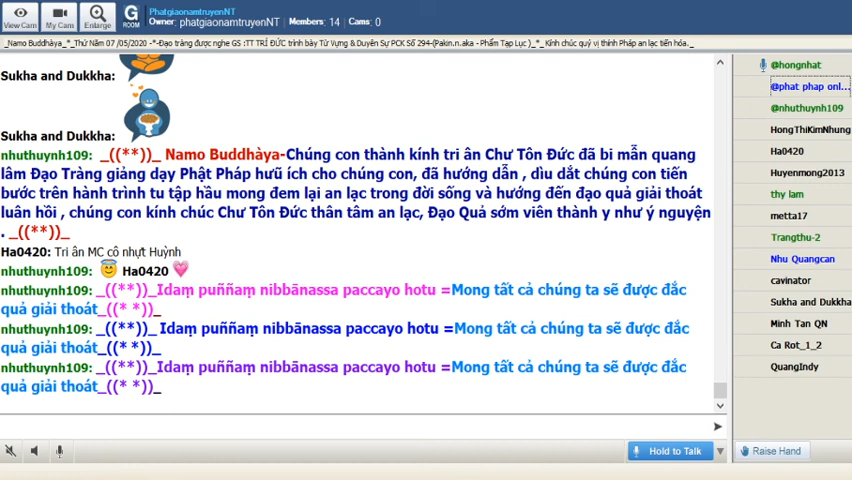 PhatgiaonamtruyenNT
Owner: phatgiaonamtruyenNT Members: 14 Cams: 0
View Cam
My Cam
Enlarge
G
ROOM
_Namo Buddhàya_*_Thứ Năm 07 /05/2020 -*-Đạo tràng được nghe GS :TT TRÍ ĐỨC trình bày Từ Vựng & Duyên Sự PCK Số 294-(Pakin.n.aka - Phẩm Tạp Lục )_*_ Kính chúc quý vị thính Pháp an lạc tiến hóa._
Sukha and Dukkha:
Sukha and Dukkha:
nhuthuynh109: _((**))_ Namo Buddhàya-Chúng con thành kính tri ân Chư Tôn Đức đã bi mẫn quang
lâm Đạo Tràng giảng dạy Phật Pháp hưũ ích cho chúng con, đã hướng dẫn , dìu dắt chúng con tiến
bước trên hành trình tu tập hầu mong đem lại an lạc trong đời sống và hướng đến đạo quả giải thoát
luân hồi , chúng con kính chúc Chư Tôn Đức thân tâm an lạc, Đạo Quả sớm viên thành y như ý nguyện
. _((**))_
Ha0420: Tri ân MC cô nhựt Huỳnh
nhuthuynh109: Ha0420
nhuthuynh109: _((**))_Idaṃ puññaṃ nibbānassa paccayo hotu =Mong tất cả chúng ta sẽ được đắc
quả giải thoát_((* *))_
nhuthuynh109: _((**))_ Idaṃ puññaṃ nibbānassa paccayo hotu =Mong tất cả chúng ta sẽ được đắc
quả giải thoát_((* *))_
nhuthuynh109: _((**))_Idaṃ puññaṃ nibbānassa paccayo hotu =Mong tất cả chúng ta sẽ được đắc
quả giải thoát_((* *))_
Hold to Talk
@hongnhat
@phat phap onl...
@nhuthuynh109
HongThiKimNhung
Ha0420
Huyenmong2013
thy lam
metta17
Trangthu-2
Nhu Quangcan
cavinator
Sukha and Dukkha
Minh Tan QN
Ca Rot_1_2
QuangIndy
Raise Hand